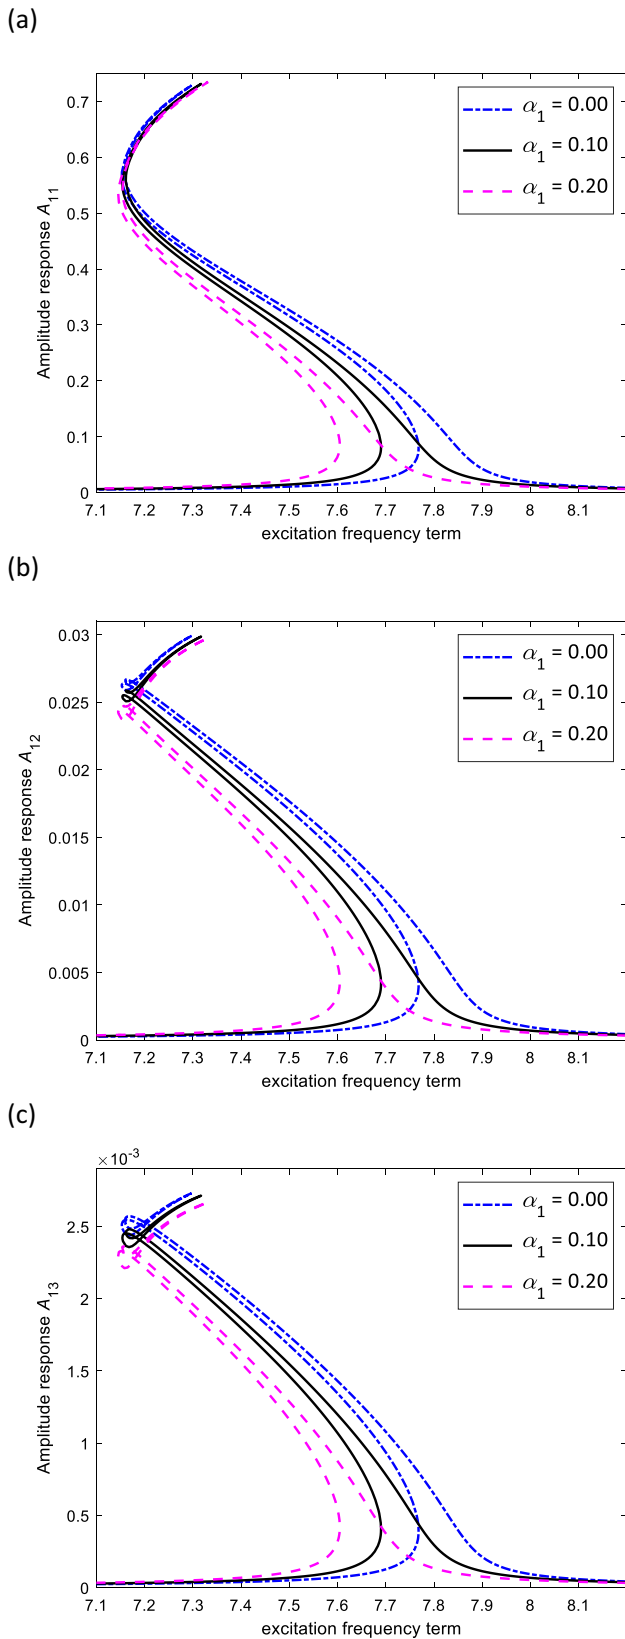 (a)
0.7
0.6
0.5
0.4
0.3
0.2
0.1
0
Amplitude response A₁₁
α₁ = 0.00
α₁ = 0.10
α₁ = 0.20
7.1 7.2 7.3 7.4 7.5 7.6 7.7 7.8 7.9 8 8.1
excitation frequency term
(b)
0.03
0.025
0.02
0.015
0.01
0.005
0
Amplitude response A₁₂
α₁ = 0.00
α₁ = 0.10
α₁ = 0.20
7.1 7.2 7.3 7.4 7.5 7.6 7.7 7.8 7.9 8 8.1
excitation frequency term
(c)
×10⁻³
2.5
2
1.5
1
0.5
0
Amplitude response A₁₃
α₁ = 0.00
α₁ = 0.10
α₁ = 0.20
7.1 7.2 7.3 7.4 7.5 7.6 7.7 7.8 7.9 8 8.1
excitation frequency term